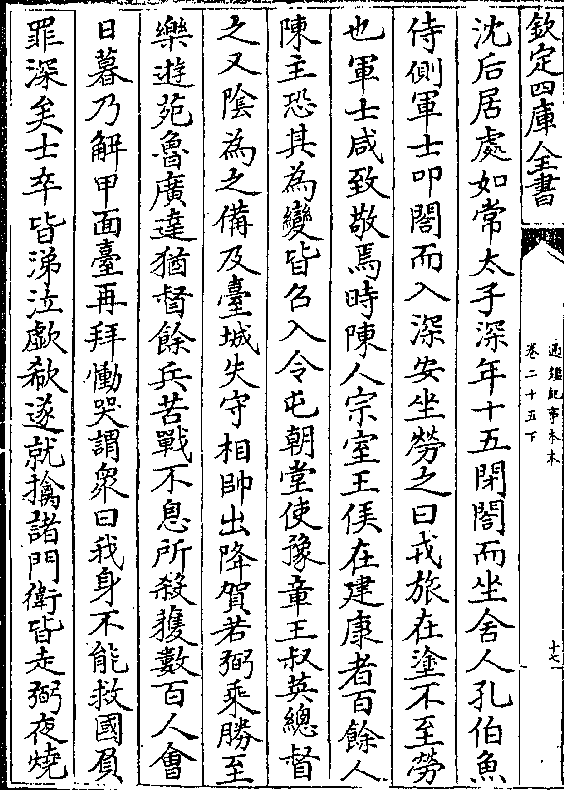 欽定四庫全書
通鑑紀事本末
卷二十五下
十七
沈后居處如常太子深年十五閉閤而坐舍人孔伯魚
侍側軍士叩閤而入深安坐勞之曰戎旅在塗不至勞
也軍士咸致敬焉時陳人宗室王侯在建康者百餘人
陳主恐其為變皆名入令屯朝堂使豫章王叔英總督
之又陰為之備及臺城失守相帥出降賀若弼乘勝至
樂遊苑魯廣達猶督餘兵苦戰不息所殺獲數百人會
日暮乃解甲面臺再拜慟哭謂衆曰我身不能救國負
罪深矣士卒皆涕泣歔欷遂就擒諸門衛皆走弼夜燒